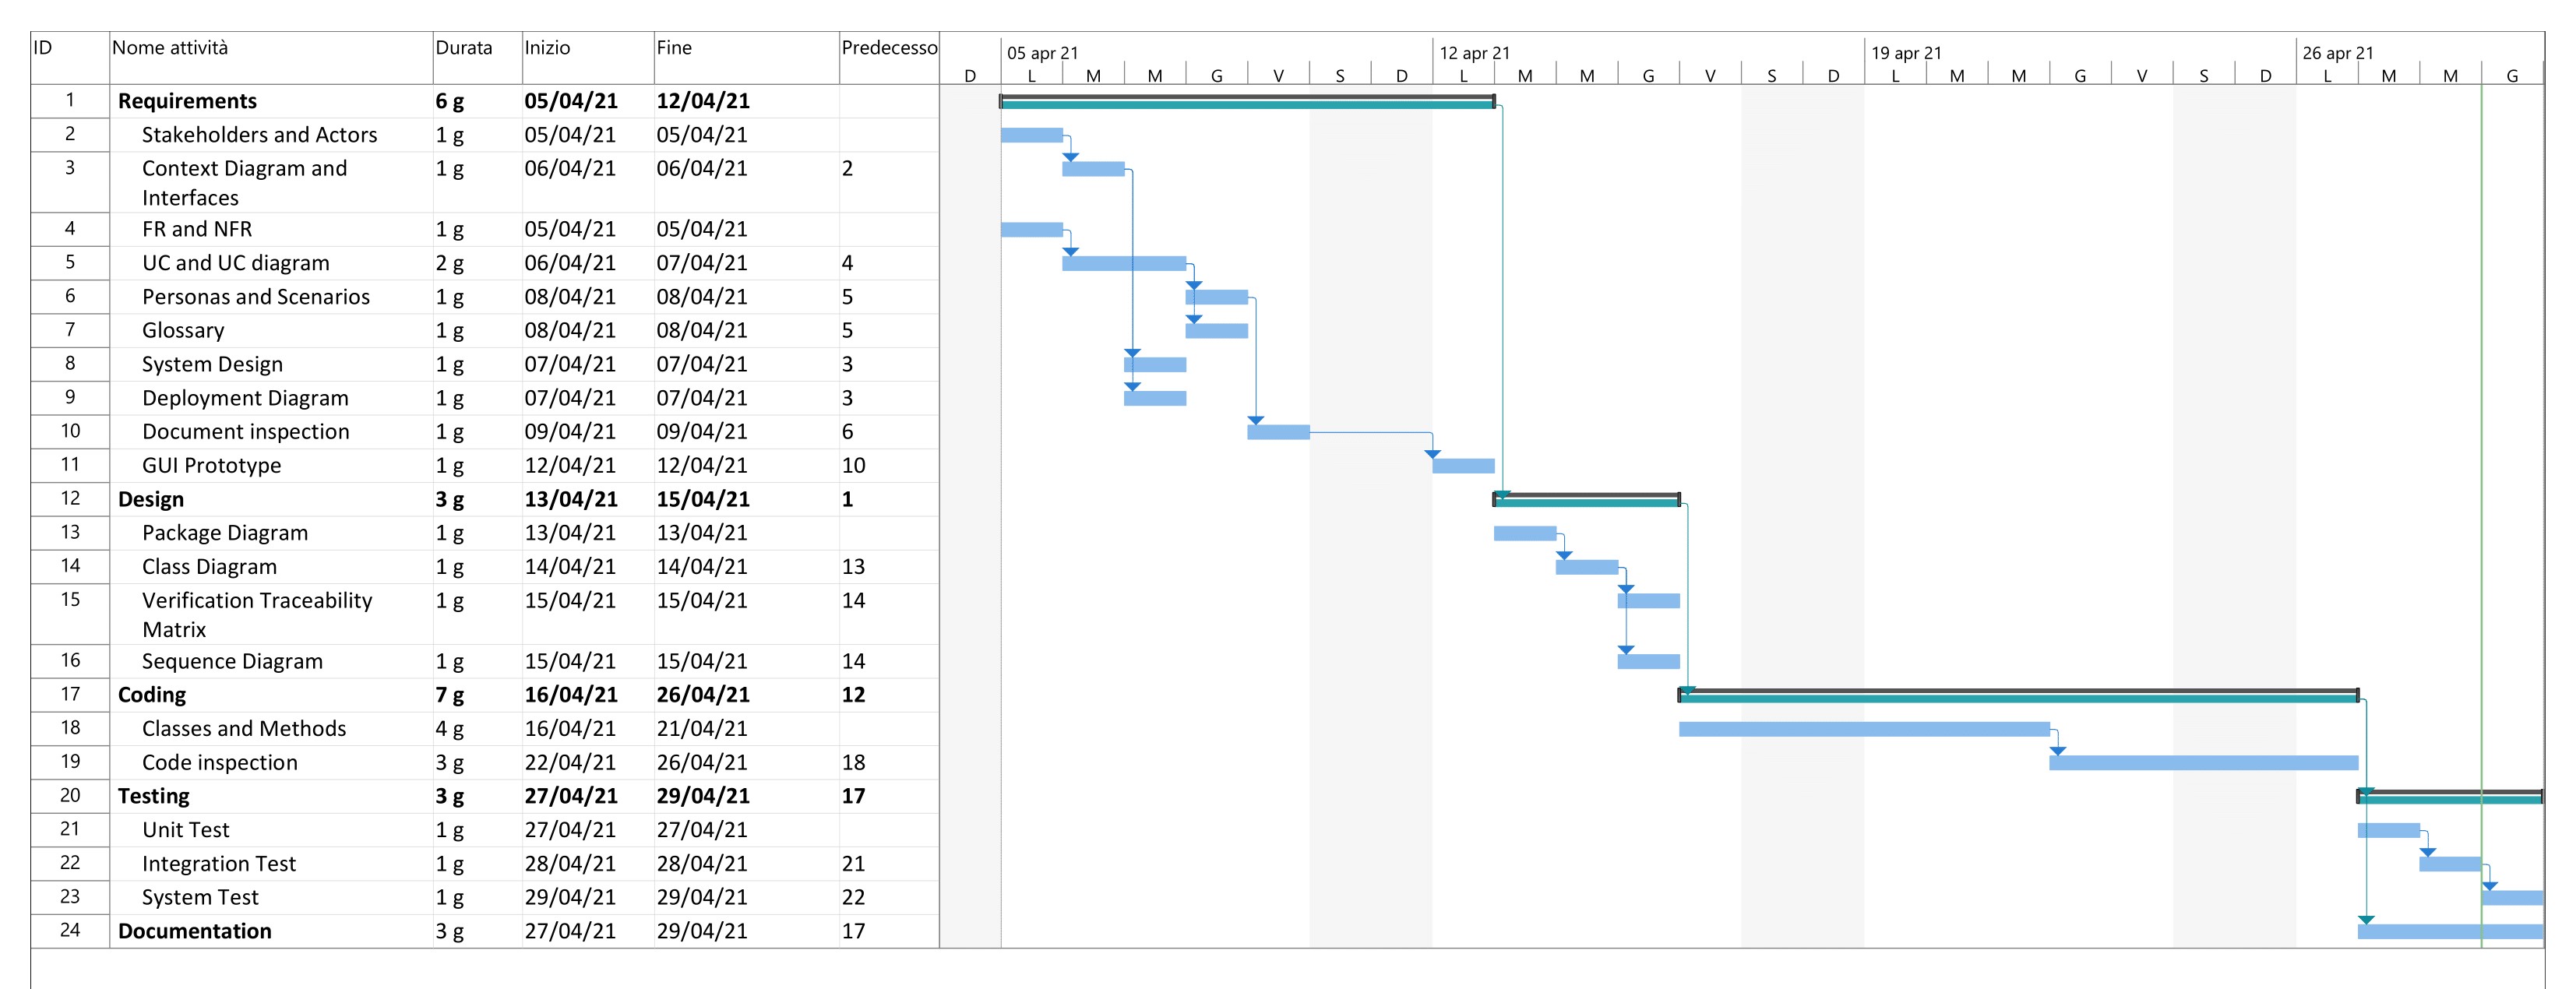 ID Nome attività Durata Inizio Fine Predecesso
05 apr 21 12 apr 21 19 apr 21 26 apr 21
D L M M G V S D L M M G V S D L M M G V S D L M M G
1 Requirements 6 g 05/04/21 12/04/21
2 Stakeholders and Actors 1 g 05/04/21 05/04/21
3 Context Diagram and 1 g 06/04/21 06/04/21 2
Interfaces
4 FR and NFR 1 g 05/04/21 05/04/21
5 UC and UC diagram 2 g 06/04/21 07/04/21 4
6 Personas and Scenarios 1 g 08/04/21 08/04/21 5
7 Glossary 1 g 08/04/21 08/04/21 5
8 System Design 1 g 07/04/21 07/04/21 3
9 Deployment Diagram 1 g 07/04/21 07/04/21 3
10 Document inspection 1 g 09/04/21 09/04/21 6
11 GUI Prototype 1 g 12/04/21 12/04/21 10
12 Design 3 g 13/04/21 15/04/21 1
13 Package Diagram 1 g 13/04/21 13/04/21
14 Class Diagram 1 g 14/04/21 14/04/21 13
15 Verification Traceability 1 g 15/04/21 15/04/21 14
Matrix
16 Sequence Diagram 1 g 15/04/21 15/04/21 14
17 Coding 7 g 16/04/21 26/04/21 12
18 Classes and Methods 4 g 16/04/21 21/04/21
19 Code inspection 3 g 22/04/21 26/04/21 18
20 Testing 3 g 27/04/21 29/04/21 17
21 Unit Test 1 g 27/04/21 27/04/21
22 Integration Test 1 g 28/04/21 28/04/21 21
23 System Test 1 g 29/04/21 29/04/21 22
24 Documentation 3 g 27/04/21 29/04/21 17